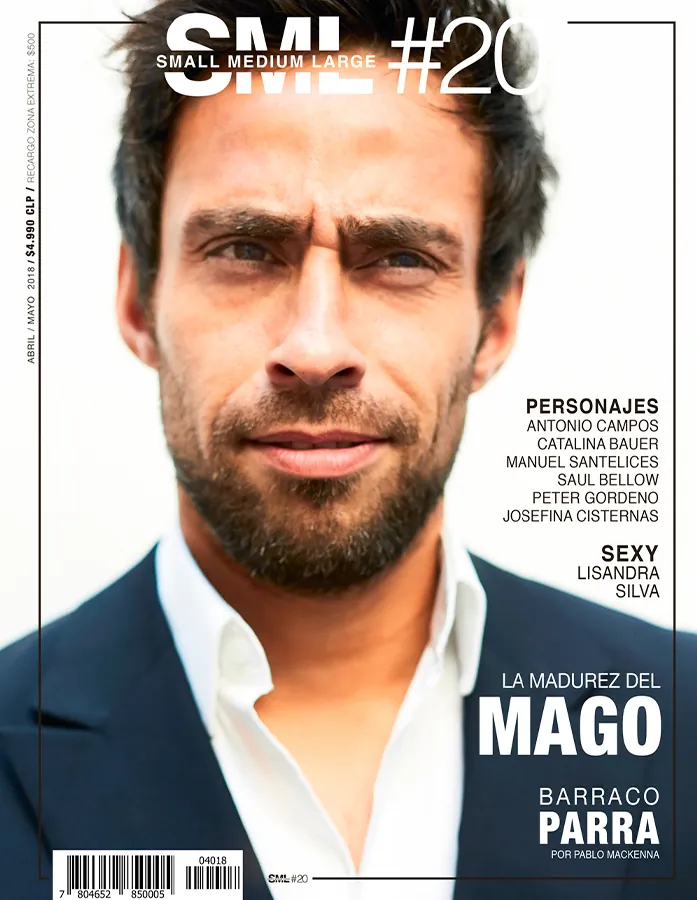 SML #20
SMALL MEDIUM LARGE
ABRIL / MAYO 2018 / $4.990 CLP / RECARGO ZONA EXTREMA: $500
PERSONAJES
ANTONIO CAMPOS
CATALINA BAUER
MANUEL SANTELICES
SAUL BELLOW
PETER GORDENO
JOSEFINA CISTERNAS
SEXY
LISANDRA
SILVA
LA MADUREZ DEL
MAGO
BARRACO
PARRA
POR PABLO MACKENNA
04018
7 804652 850005
SML #20